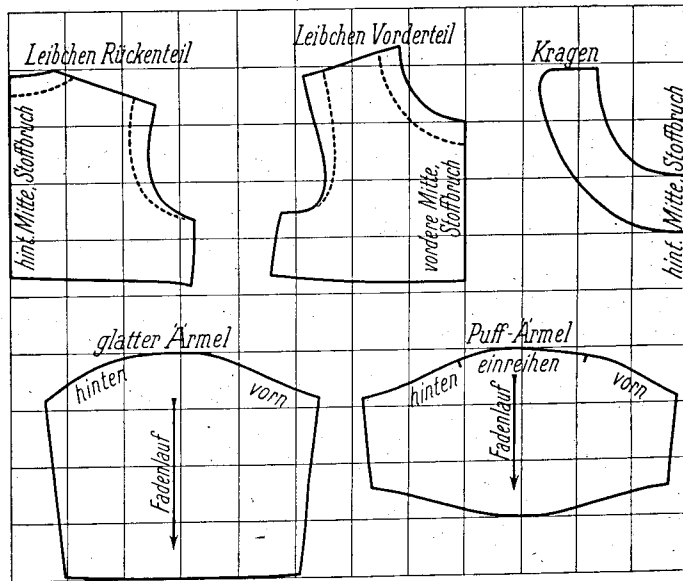 Leibchen Rückenteil
Leibchen Vorderteil
Kragen
hint. Mitte, Stoffbruch
vordere Mitte,
Stoffbruch
hint. Mitte, Stoffbruch
glatter Ärmel
hinten
vorn
Fadenlauf
Puff-Ärmel
einreihen
hinten
vorn
Fadenlauf